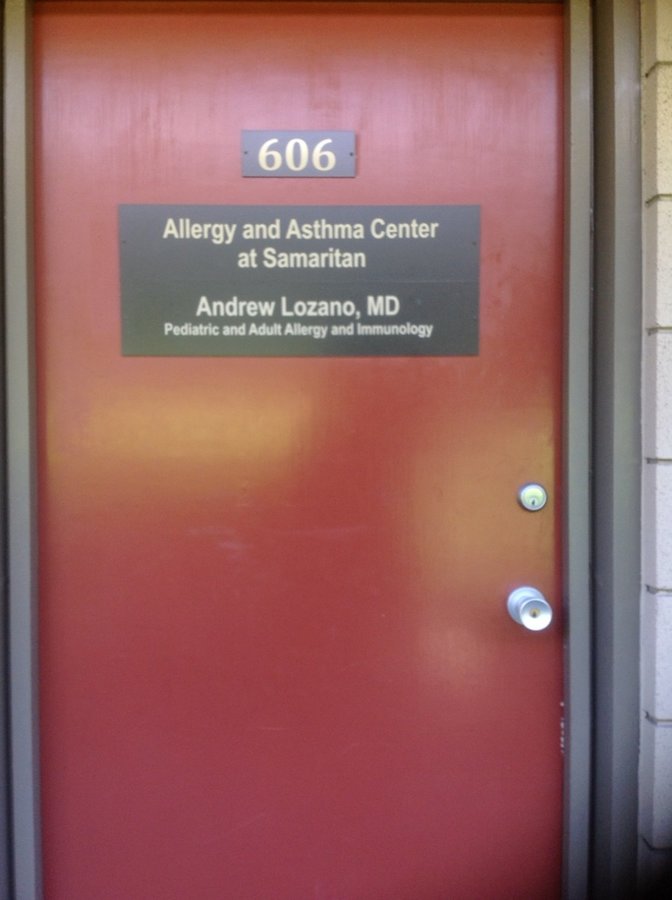 606
Allergy and Asthma Center
at Samaritan
Andrew Lozano, MD
Pediatric and Adult Allergy and Immunology